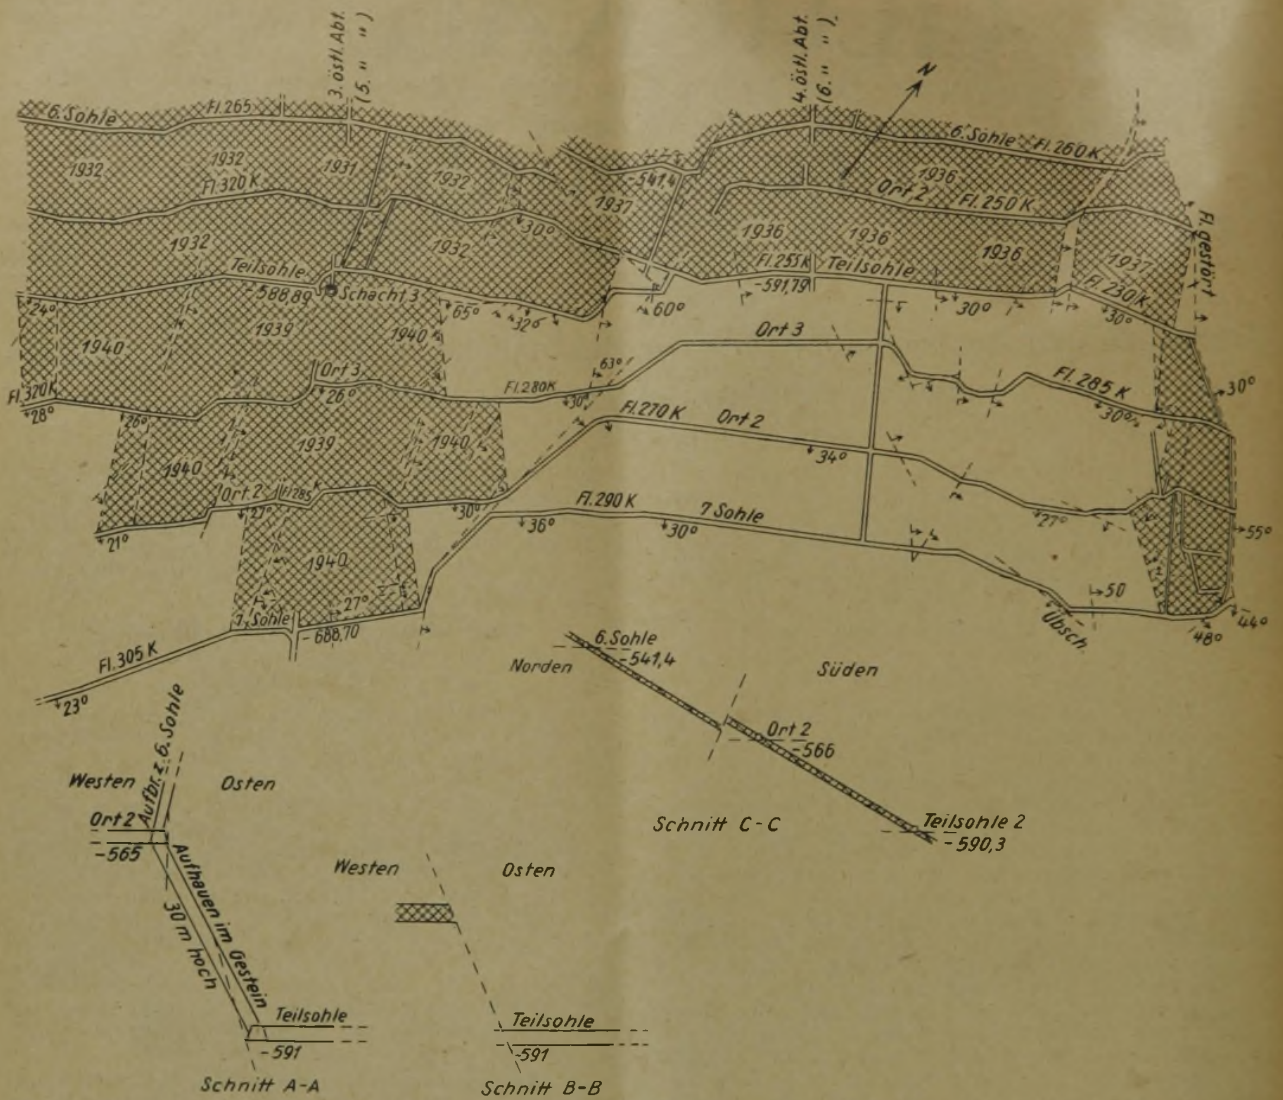 3. östl. Abt.
(5. " ")
4. östl. Abt.
(6. " ")
N
6. Sohle
Fl. 265
6. Sohle
Fl. 260 K
1932
1932
1931
1932
-541,4
1936
Ort 2
Fl. 250 K
Fl. 320 K
30°
1937
Fl. gestört
1932
1932
1936
1936
1936
1937
Teilsohle
-588,89
Schacht 3
Fl. 255 K
Teilsohle
-591,79
Fl. 230 K
24°
65°
32°
60°
30°
30°
1940
1939
1940
Ort 3
Ort 3
63°
Fl. 320 K
28°
26°
Fl. 280 K
30°
Fl. 285 K
30°
30°
26°
1939
1940
Fl. 270 K
Ort 2
1940
34°
Ort 2
Fl. 285 K
27°
30°
Fl. 290 K
7 Sohle
27°
21°
36°
30°
55°
1940
27°
50
Übsch.
44°
48°
7. Sohle
-688,70
Fl. 305 K
23°
Norden
6. Sohle
-541,4
Süden
Ort 2
-566
Teilsohle 2
-590,3
Schnitt C-C
Westen
Aufbr. z. 6. Sohle
Osten
Ort 2
-565
Aufhauen im Gestein
30 m hoch
Teilsohle
-591
Schnitt A-A
Westen
Osten
Teilsohle
-591
Schnitt B-B